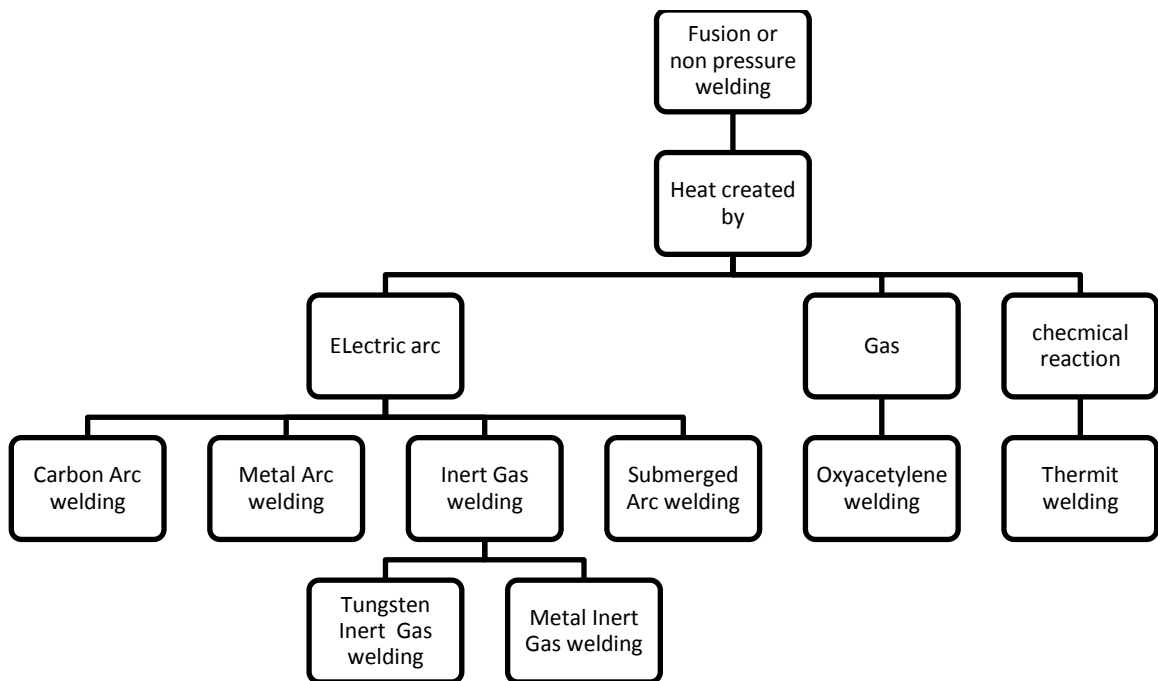 Fusion or
non pressure
welding
Heat created
by
ELectric arc
Gas
checmical
reaction
Carbon Arc
welding
Metal Arc
welding
Inert Gas
welding
Submerged
Arc welding
Oxyacetylene
welding
Thermit
welding
Tungsten
Inert Gas
welding
Metal Inert
Gas welding